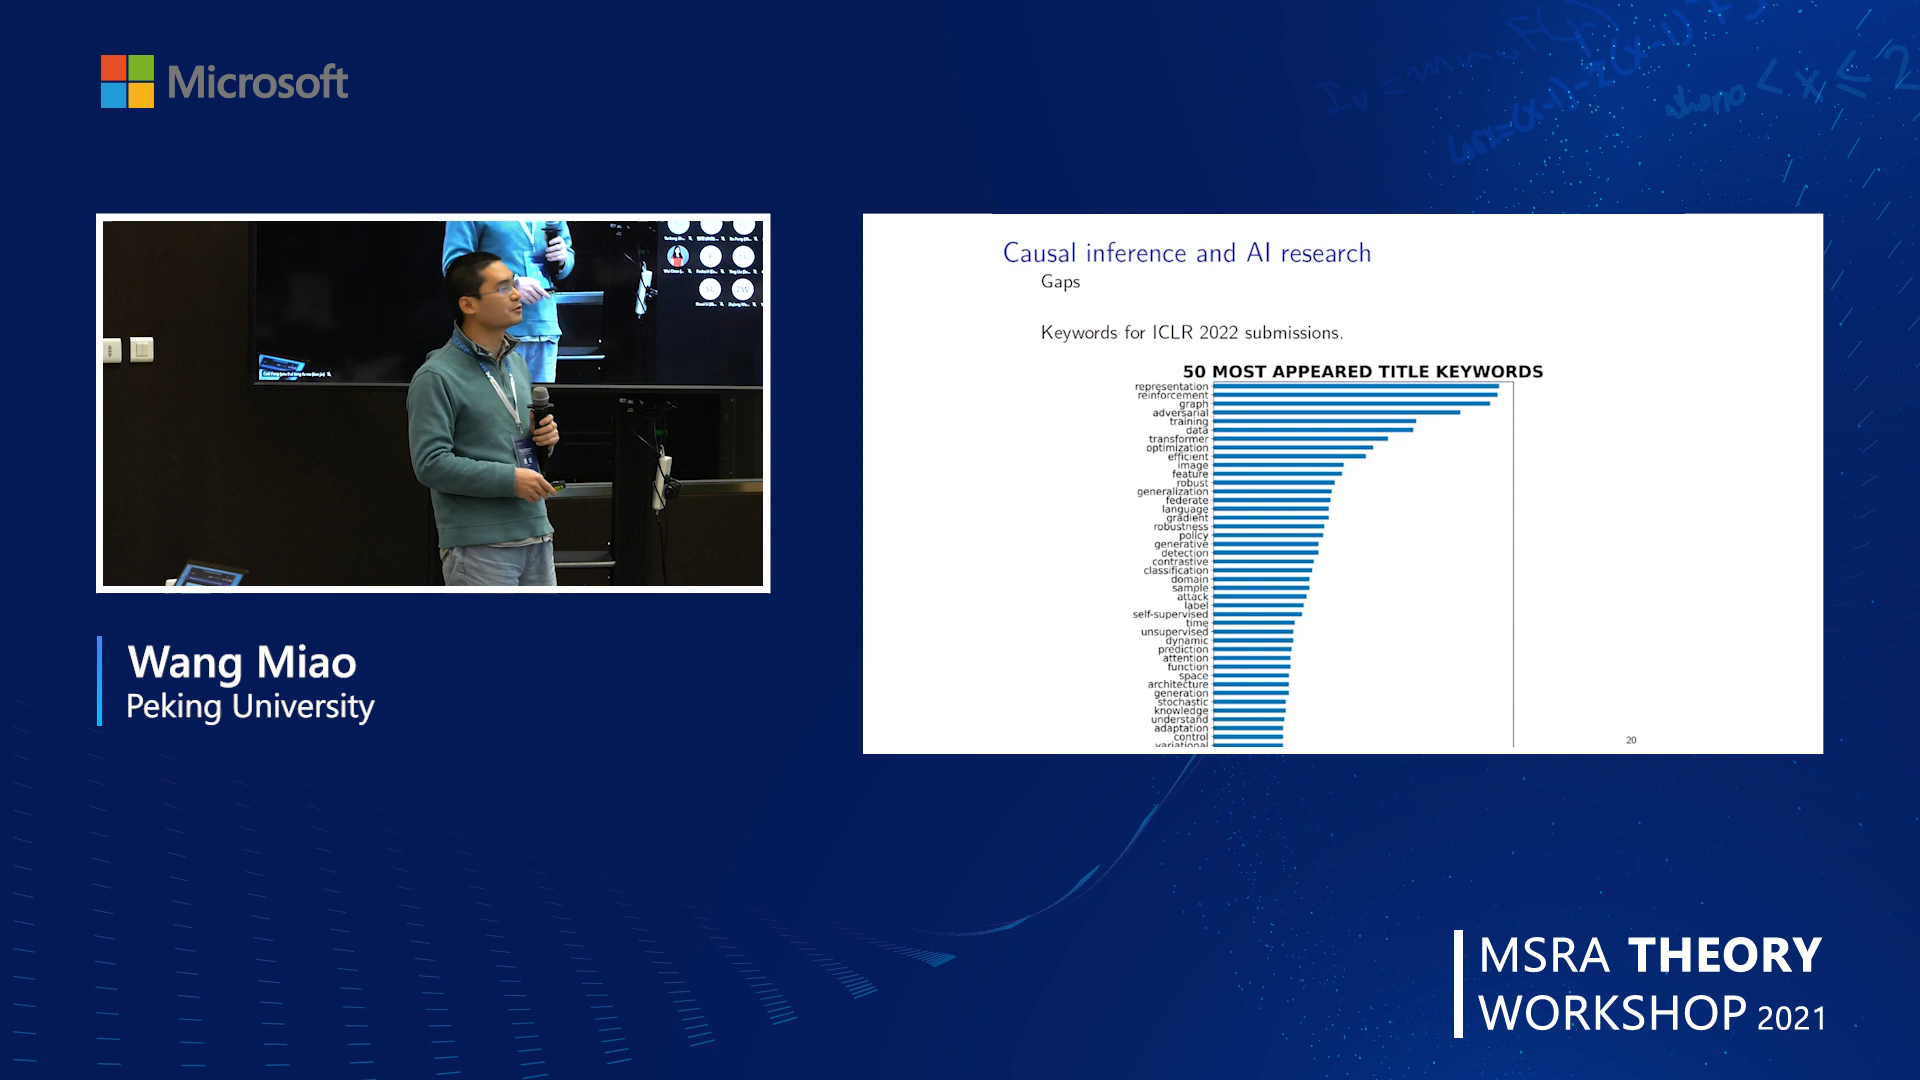 Microsoft
Wang Miao
Peking University
Causal inference and AI research
Gaps
Keywords for ICLR 2022 submissions.
50 MOST APPEARED TITLE KEYWORDS
representation
reinforcement
graph
adversarial
training
data
transformer
optimization
efficient
image
feature
robust
generalization
federate
language
gradient
robustness
policy
generative
detection
contrastive
classification
domain
sample
attack
label
self-supervised
time
unsupervised
dynamic
prediction
attention
function
space
architecture
generation
stochastic
knowledge
understand
adaptation
control
variational
20
MSRA THEORY
WORKSHOP 2021